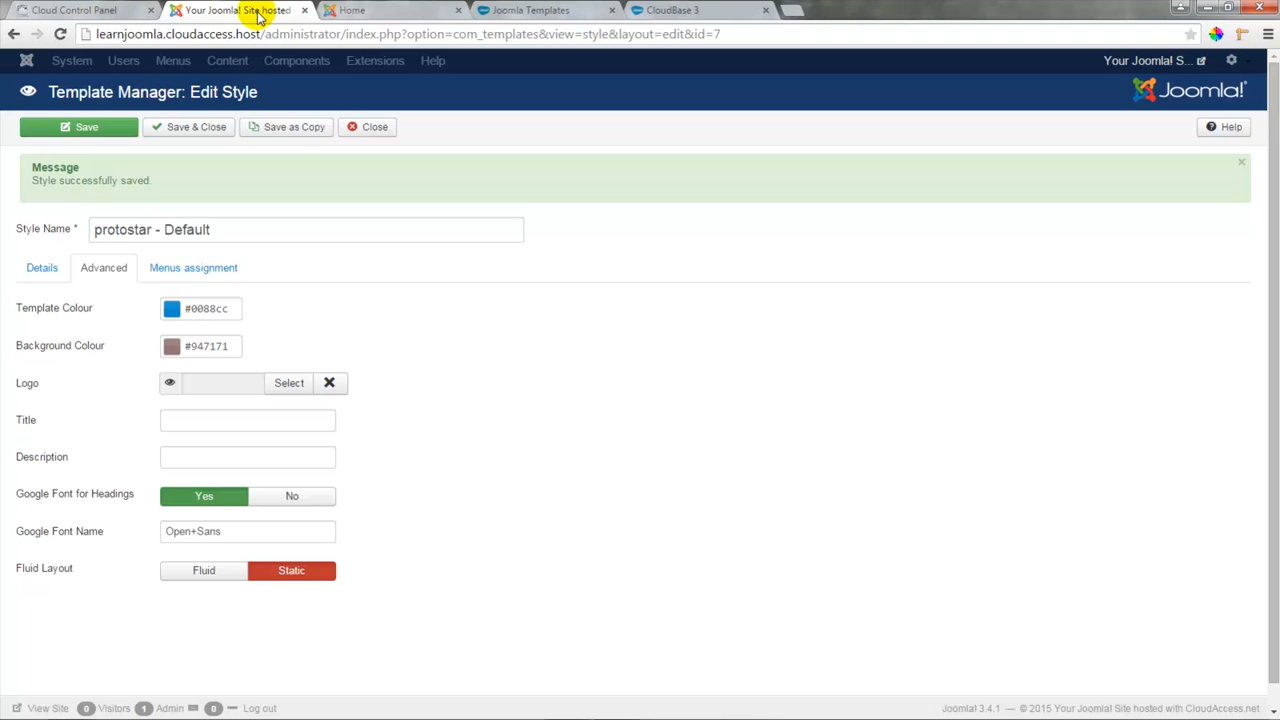 Cloud Control Panel
Your Joomla! Site hosted
Home
Joomla Templates
CloudBase 3
learnjoomla.cloudaccess.host/administrator/index.php?option=com_templates&view=style&layout=edit&id=7
System Users Menus Content Components Extensions Help
Your Joomla! S...
Template Manager: Edit Style
Joomla!
Save
Save & Close
Save as Copy
Close
Help
Message
Style successfully saved.
Style Name *
protostar - Default
Details
Advanced
Menus assignment
Template Colour
#0088cc
Background Colour
#947171
Logo
Select
Title
Description
Google Font for Headings
Yes
No
Google Font Name
Open+Sans
Fluid Layout
Fluid
Static
View Site 0 Visitors 1 Admin 0 Log out
Joomla! 3.4.1 — © 2015 Your Joomla! Site hosted with CloudAccess.net